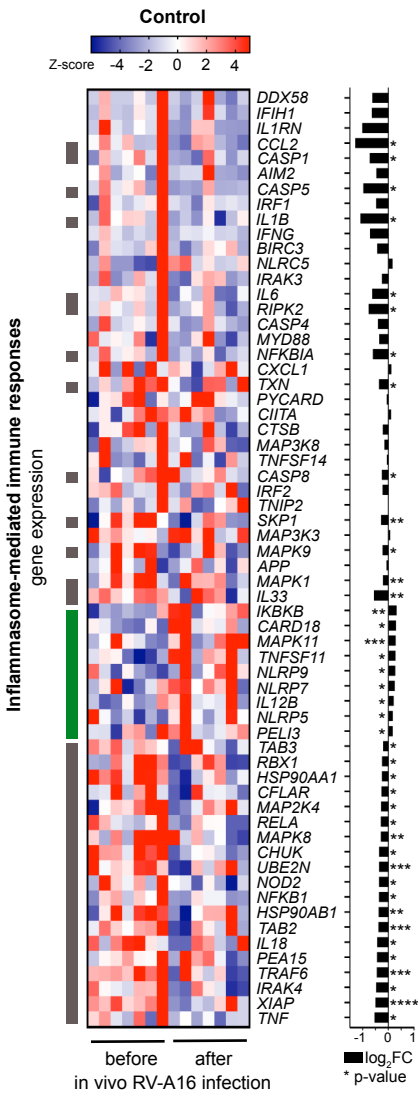 Control
Z-score -4 -2 0 2 4
Inflammasome-mediated immune responses
gene expression
DDX58
IFIH1
IL1RN
CCL2 *
CASP1 *
AIM2
CASP5 *
IRF1
IL1B *
IFNG
BIRC3
NLRC5
IRAK3
IL6 *
RIPK2 *
CASP4
MYD88
NFKBIA *
CXCL1
TXN *
PYCARD
CIITA
CTSB
MAP3K8
TNFSF14
CASP8 *
IRF2
TNIP2
SKP1 **
MAP3K3
MAPK9 *
APP
MAPK1 **
IL33 **
IKBKB **
CARD18 *
MAPK11 ***
TNFSF11 *
NLRP9 *
NLRP7 *
IL12B *
NLRP5 *
PELI3 *
TAB3 *
RBX1 *
HSP90AA1 *
CFLAR *
MAP2K4 *
RELA *
MAPK8 **
CHUK *
UBE2N ***
NOD2 *
NFKB1 *
HSP90AB1 **
TAB2 ***
IL18 *
PEA15 *
TRAF6 ***
IRAK4 *
XIAP ****
TNF *
-1 0 1
before after
in vivo RV-A16 infection
log2FC
* p-value